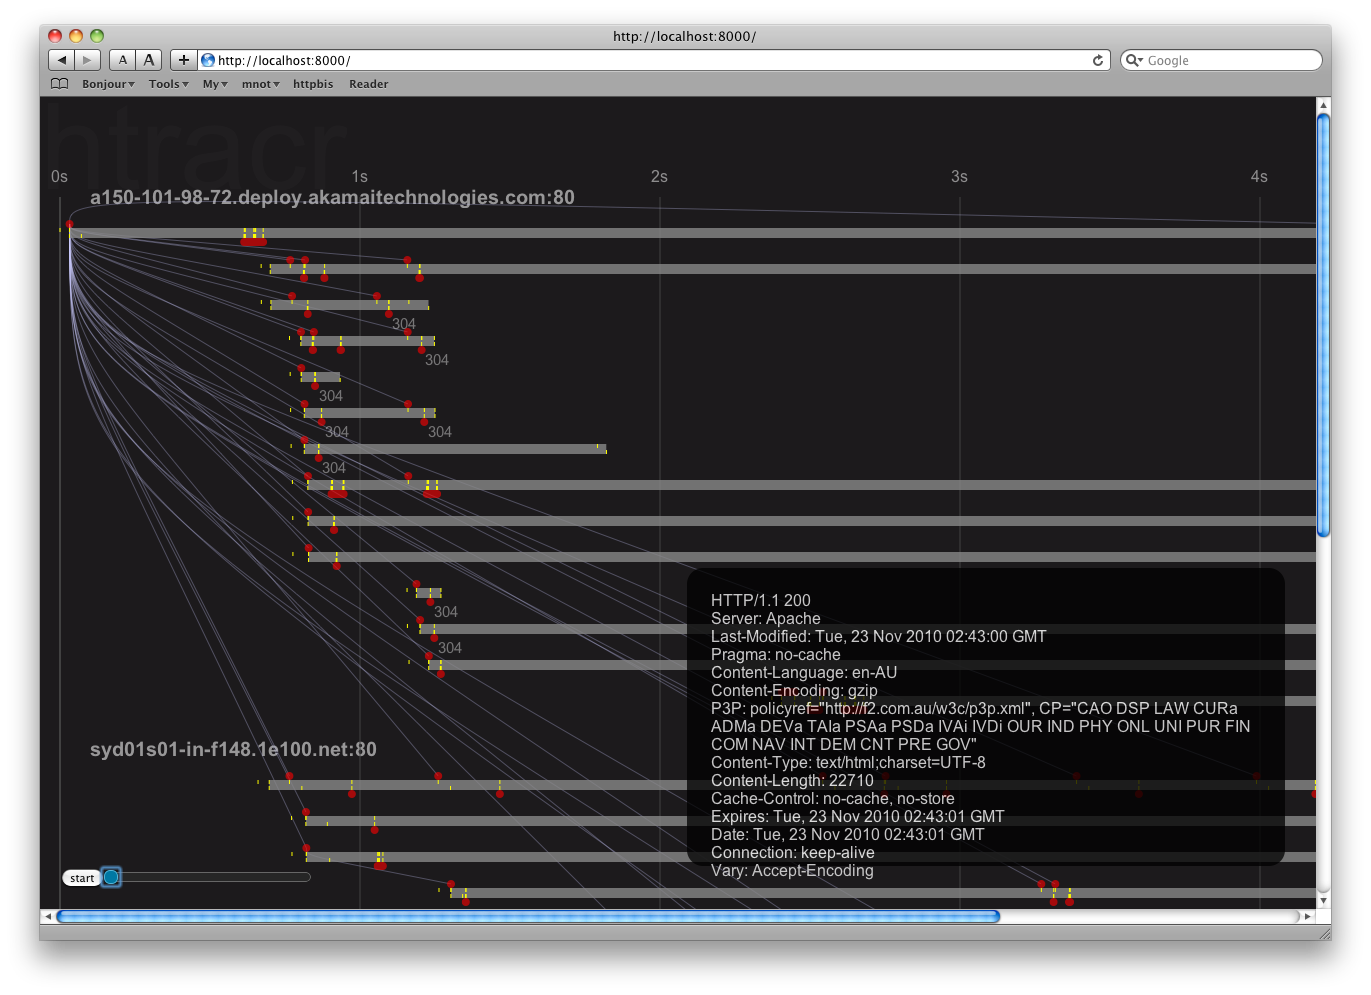 http://localhost:8000/
A A + http://localhost:8000/ Google
Bonjour Tools My mnot httpbis Reader
htracr
0s 1s 2s 3s 4s
a150-101-98-72.deploy.akamaitechnologies.com:80
304
304
304
304 304
304
304
304
HTTP/1.1 200
Server: Apache
Last-Modified: Tue, 23 Nov 2010 02:43:00 GMT
Pragma: no-cache
Content-Language: en-AU
Content-Encoding: gzip
P3P: policyref="http://f2.com.au/w3c/p3p.xml", CP="CAO DSP LAW CURa
ADMa DEVa TAIa PSAa PSDa IVAi IVDi OUR IND PHY ONL UNI PUR FIN
COM NAV INT DEM CNT PRE GOV"
Content-Type: text/html;charset=UTF-8
Content-Length: 22710
Cache-Control: no-cache, no-store
Expires: Tue, 23 Nov 2010 02:43:01 GMT
Date: Tue, 23 Nov 2010 02:43:01 GMT
Connection: keep-alive
Vary: Accept-Encoding
syd01s01-in-f148.1e100.net:80
start